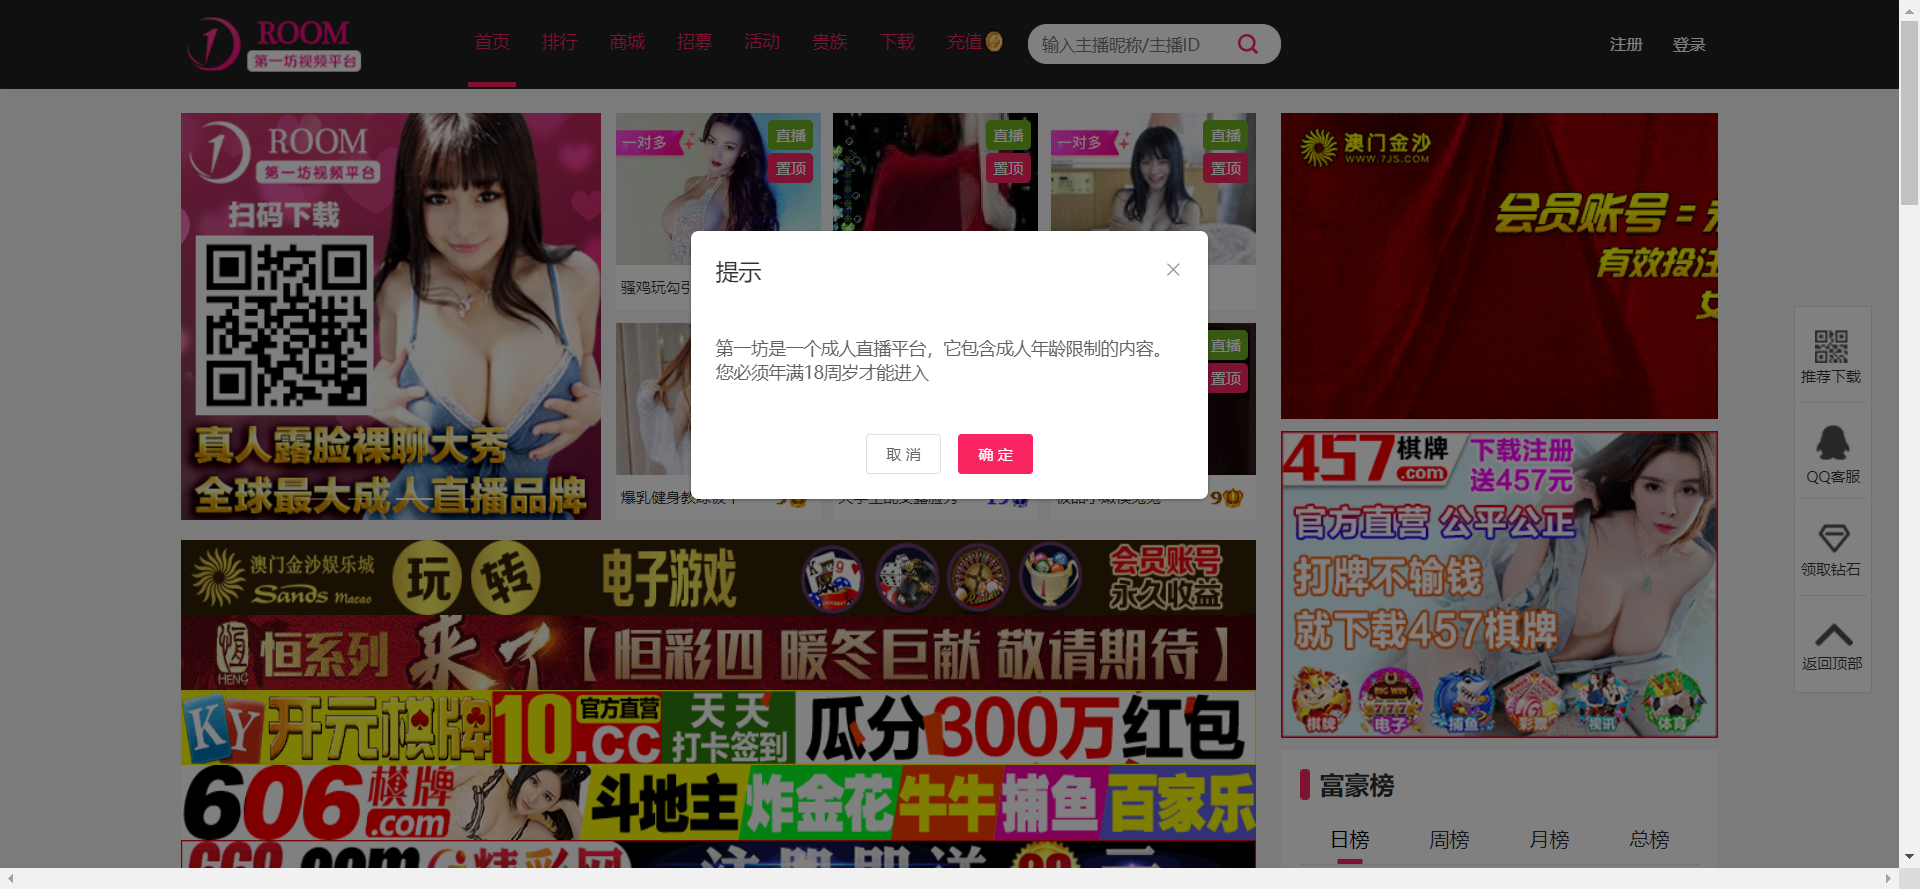 ROOM
第一坊视频平台
首页 排行 商城 招募 活动 贵族 下载 充值
输入主播昵称/主播ID
注册 登录
ROOM
第一坊视频平台
扫码下载
真人露脸裸聊大秀
全球最大成人直播品牌
一对多
直播
置顶
直播
置顶
一对多
直播
置顶
骚鸡玩勾引
直播
置顶
9
19
9
提示
第一坊是一个成人直播平台，它包含成人年龄限制的内容。
您必须年满18周岁才能进入
取消 确定
澳门金沙
WWW.7JS.COM
会员账号=
有效投注
457棋牌
.com
下载注册
送457元
官方直营 公平公正
打牌不输钱
就下载457棋牌
BIG WIN
777
棋牌 电子 捕鱼 彩票 视讯 体育
推荐下载
QQ客服
领取钻石
返回顶部
澳门金沙娱乐城
Sands Macao
玩转
电子游戏
会员账号
永久收益
恒
HENG
恒系列 来了【恒彩四 暖冬巨献 敬请期待】
KY 开元棋牌 10.cc
官方直营
天天
打卡签到
瓜分300万红包
606棋牌
.com
斗地主 炸金花 牛牛 捕鱼 百家乐
富豪榜
日榜 周榜 月榜 总榜